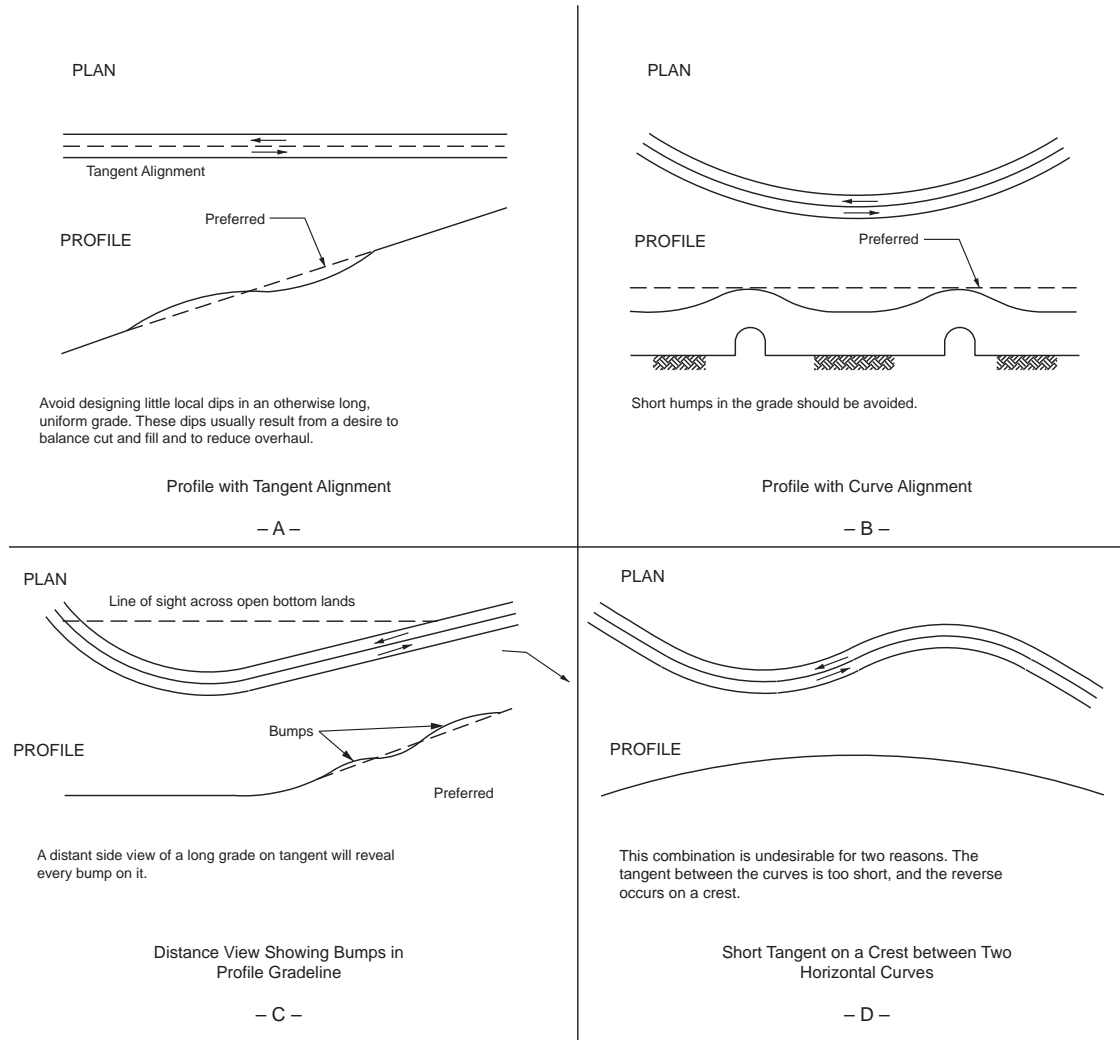 PLAN
Tangent Alignment
Preferred
PROFILE
Avoid designing little local dips in an otherwise long,
uniform grade. These dips usually result from a desire to
balance cut and fill and to reduce overhaul.
Profile with Tangent Alignment
– A –
PLAN
PROFILE
Preferred
Short humps in the grade should be avoided.
Profile with Curve Alignment
– B –
PLAN
Line of sight across open bottom lands
Bumps
PROFILE
Preferred
A distant side view of a long grade on tangent will reveal
every bump on it.
Distance View Showing Bumps in
Profile Gradeline
– C –
PLAN
PROFILE
This combination is undesirable for two reasons. The
tangent between the curves is too short, and the reverse
occurs on a crest.
Short Tangent on a Crest between Two
Horizontal Curves
– D –